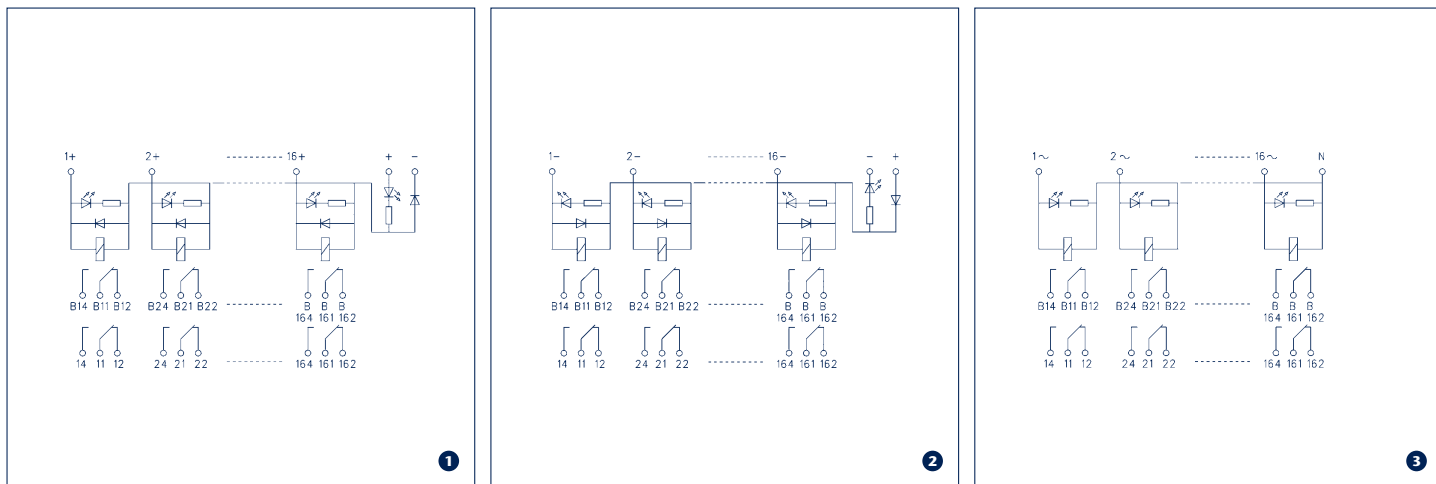 1+ 2+ -------- 16+ + −
B14 B11 B12 B24 B21 B22 -------- B B B
164 161 162
14 11 12 24 21 22 -------- 164 161 162
1
1− 2− -------- 16− − +
B14 B11 B12 B24 B21 B22 -------- B B B
164 161 162
14 11 12 24 21 22 -------- 164 161 162
2
1∼ 2∼ -------- 16∼ N
B14 B11 B12 B24 B21 B22 -------- B B B
164 161 162
14 11 12 24 21 22 -------- 164 161 162
3